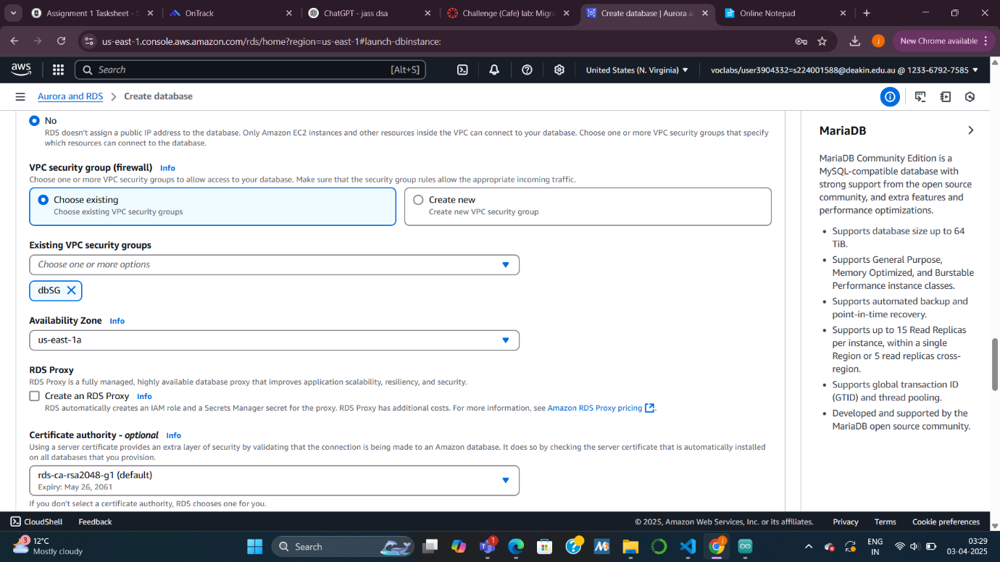 Assignment 1 Tasksheet - S
OnTrack
ChatGPT - jass dsa
Challenge (Cafe) lab: Migra
Create database | Aurora a
Online Notepad
us-east-1.console.aws.amazon.com/rds/home?region=us-east-1#launch-dbinstance:
j
New Chrome available
aws
Search
[Alt+S]
United States (N. Virginia)
voclabs/user3904332=s224001588@deakin.edu.au @ 1233-6792-7585
Aurora and RDS
Create database
No
RDS doesn't assign a public IP address to the database. Only Amazon EC2 instances and other resources inside the VPC can connect to your database. Choose one or more VPC security groups that specify
which resources can connect to the database.
VPC security group (firewall) Info
Choose one or more VPC security groups to allow access to your database. Make sure that the security group rules allow the appropriate incoming traffic.
Choose existing
Choose existing VPC security groups
Create new
Create new VPC security group
Existing VPC security groups
Choose one or more options
dbSG
Availability Zone Info
us-east-1a
RDS Proxy
RDS Proxy is a fully managed, highly available database proxy that improves application scalability, resiliency, and security.
Create an RDS Proxy Info
RDS automatically creates an IAM role and a Secrets Manager secret for the proxy. RDS Proxy has additional costs. For more information, see Amazon RDS Proxy pricing.
Certificate authority - optional Info
Using a server certificate provides an extra layer of security by validating that the connection is being made to an Amazon database. It does so by checking the server certificate that is automatically installed
on all databases that you provision.
rds-ca-rsa2048-g1 (default)
Expiry: May 26, 2061
If you don't select a certificate authority, RDS chooses one for you.
MariaDB
MariaDB Community Edition is a
MySQL-compatible database with
strong support from the open source
community, and extra features and
performance optimizations.
• Supports database size up to 64
TiB.
• Supports General Purpose,
Memory Optimized, and Burstable
Performance instance classes.
• Supports automated backup and
point-in-time recovery.
• Supports up to 15 Read Replicas
per instance, within a single
Region or 5 read replicas cross-
region.
• Supports global transaction ID
(GTID) and thread pooling.
• Developed and supported by the
MariaDB open source community.
CloudShell
Feedback
© 2025, Amazon Web Services, Inc. or its affiliates.
Privacy
Terms
Cookie preferences
3
12°C
Mostly cloudy
Search
1
j
ENG
IN
03:29
03-04-2025